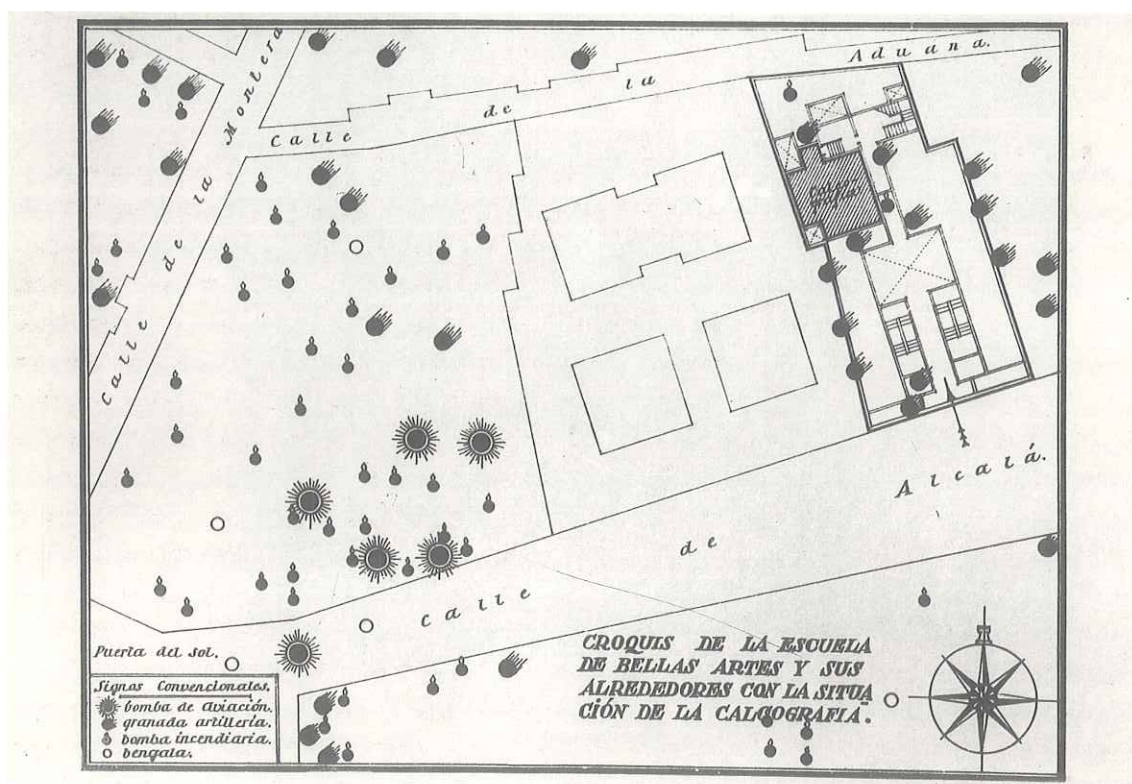 Calle de la Montera
Calle de la Aduana.
Calcografía
Calle de Alcalá.
Puerta del Sol.
CROQUIS DE LA ESCUELA
DE BELLAS ARTES Y SUS
ALREDEDORES CON LA SITUA
CIÓN DE LA CALCOGRAFIA.
Signos Convencionales.
bomba de Aviación.
granada artillería.
bomba incendiaria.
bengala.